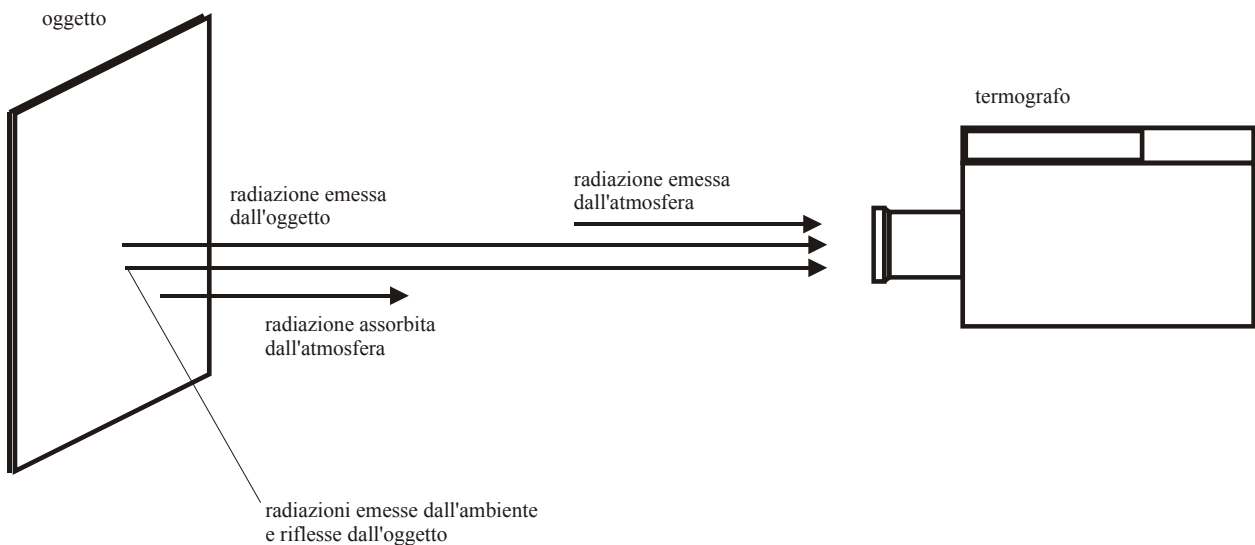 oggetto
termografo
radiazione emessa
dall'oggetto
radiazione emessa
dall'atmosfera
radiazione assorbita
dall'atmosfera
radiazioni emesse dall'ambiente
e riflesse dall'oggetto